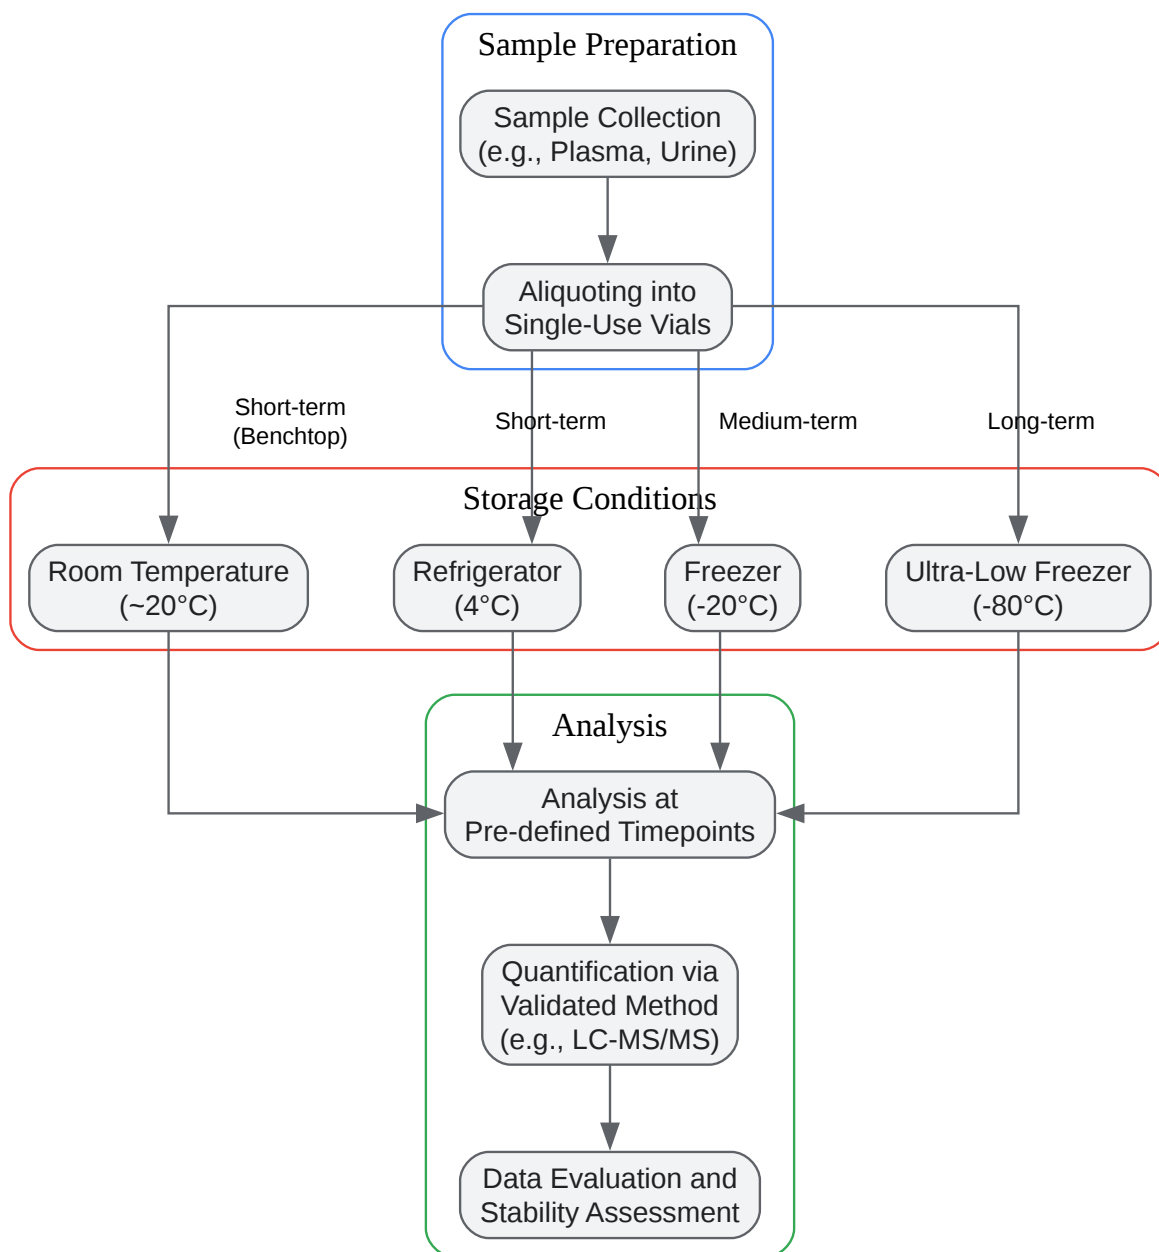 Sample Preparation
Sample Collection
(e.g., Plasma, Urine)
Aliquoting into
Single-Use Vials
Short-term
(Benchtop)
Short-term
Medium-term
Long-term
Storage Conditions
Room Temperature
(~20°C)
Refrigerator
(4°C)
Freezer
(-20°C)
Ultra-Low Freezer
(-80°C)
Analysis
Analysis at
Pre-defined Timepoints
Quantification via
Validated Method
(e.g., LC-MS/MS)
Data Evaluation and
Stability Assessment